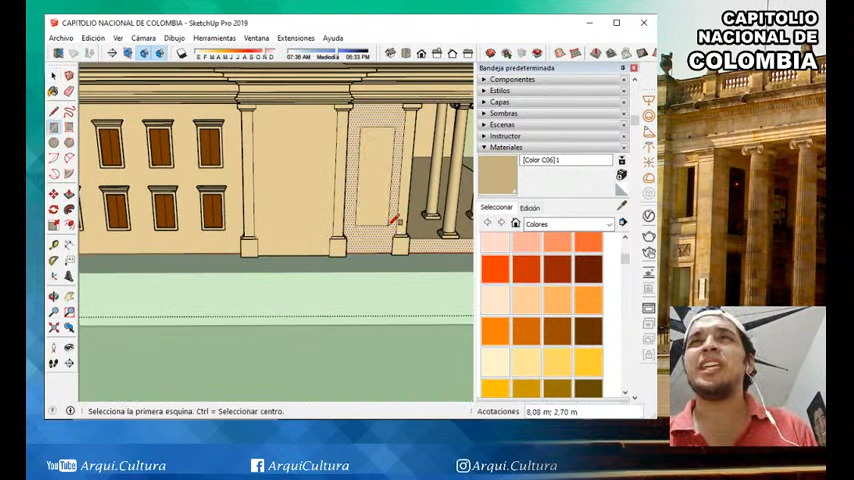 CAPITOLIO NACIONAL DE COLOMBIA - SketchUp Pro 2019
Archivo Edición Ver Cámara Dibujo Herramientas Ventana Extensiones Ayuda
E F M A M J J A S O N D 07:36 AM Mediodía 05:33 PM
Bandeja predeterminada
Componentes
Estilos
Capas
Sombras
Escenas
Instructor
Materiales
[Color C06]1
Seleccionar Edición
Colores
Selecciona la primera esquina. Ctrl = Seleccionar centro.
Acotaciones 8,08 m; 2,70 m
CAPITOLIO
NACIONAL DE
COLOMBIA
YouTube Arqui.Cultura
ArquiCultura
Arqui.Cultura